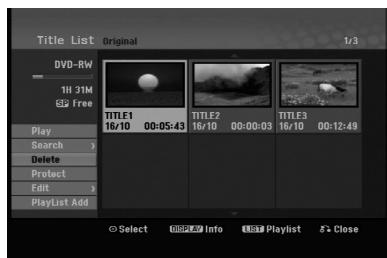 Title List Original 1/3
DVD-RW
1H 31M
SP Free
TITLE1 TITLE2 TITLE3
16/10 00:05:43 16/10 00:00:03 16/10 00:12:49
Play
Search
Delete
Protect
Edit
PlayList Add
Select DISPLAY Info LIST Playlist Close